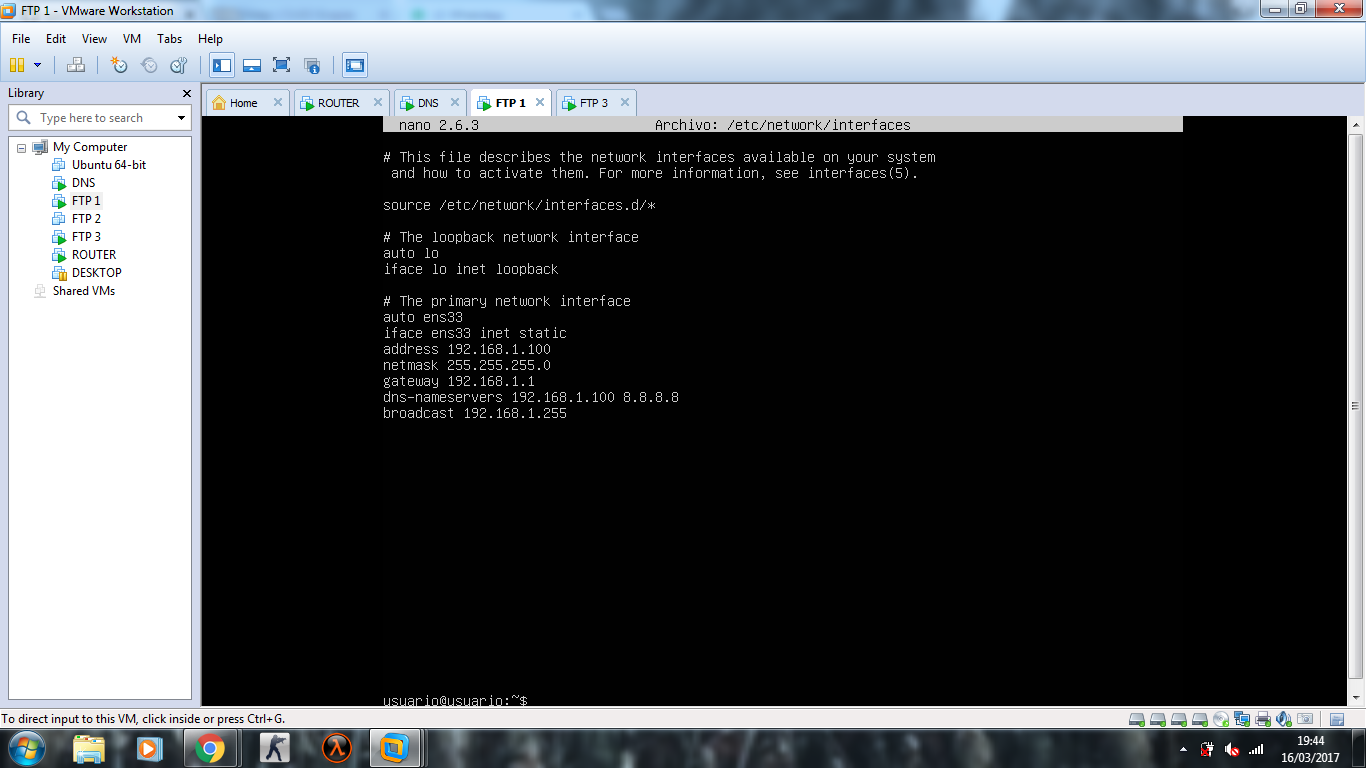 FTP 1 - VMware Workstation
File Edit View VM Tabs Help
Library
Type here to search
My Computer
Ubuntu 64-bit
DNS
FTP 1
FTP 2
FTP 3
ROUTER
DESKTOP
Shared VMs
Home ROUTER DNS FTP 1 FTP 3
nano 2.6.3 Archivo: /etc/network/interfaces
# This file describes the network interfaces available on your system
and how to activate them. For more information, see interfaces(5).
source /etc/network/interfaces.d/*
# The loopback network interface
auto lo
iface lo inet loopback
# The primary network interface
auto ens33
iface ens33 inet static
address 192.168.1.100
netmask 255.255.255.0
gateway 192.168.1.1
dns-nameservers 192.168.1.100 8.8.8.8
broadcast 192.168.1.255
usuario@usuario:~$
To direct input to this VM, click inside or press Ctrl+G.
19:44
16/03/2017